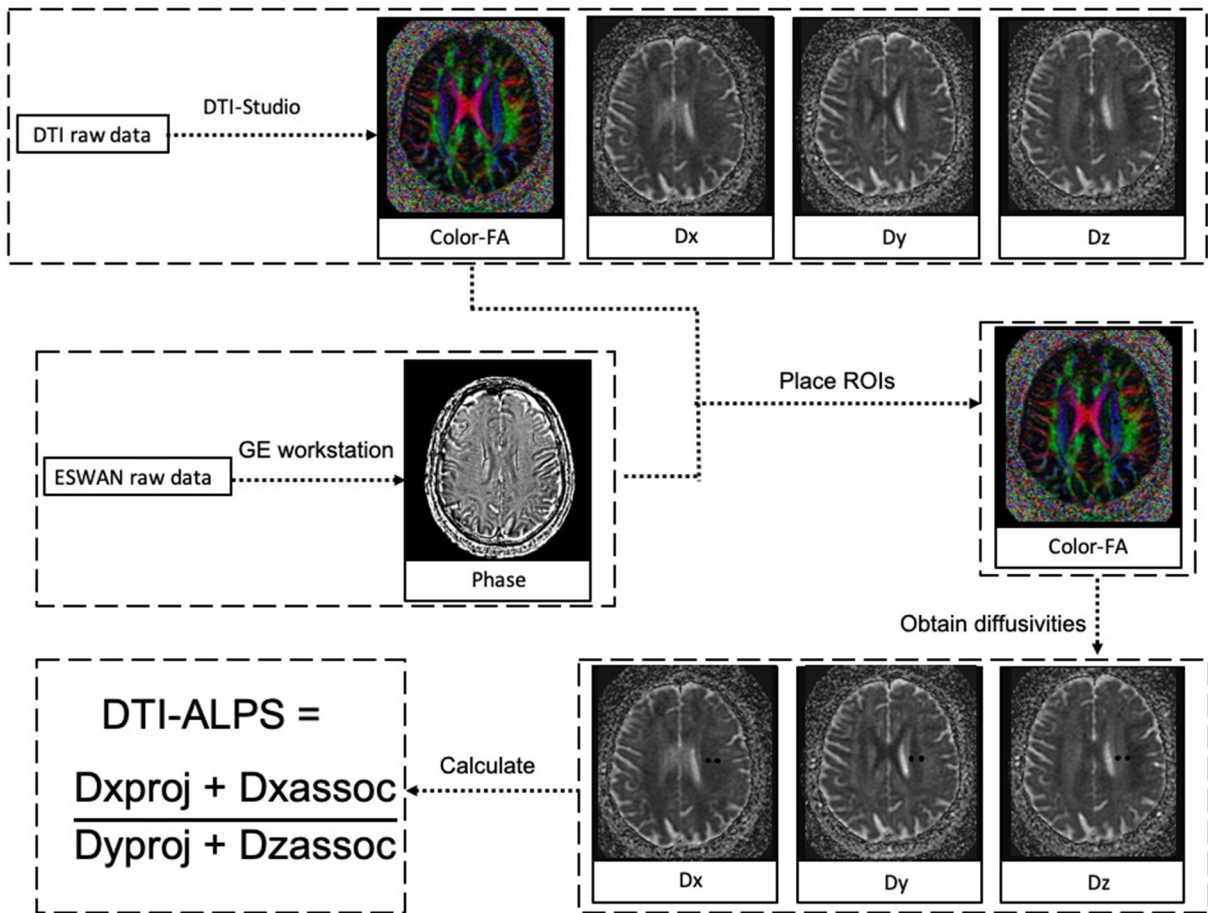 DTI raw data
DTI-Studio
Color-FA
Dx
Dy
Dz
ESWAN raw data
GE workstation
Phase
Place ROIs
Color-FA
Obtain diffusivities
Dx
Dy
Dz
Calculate
DTI-ALPS =
Dxproj + Dxassoc
Dyproj + Dzassoc